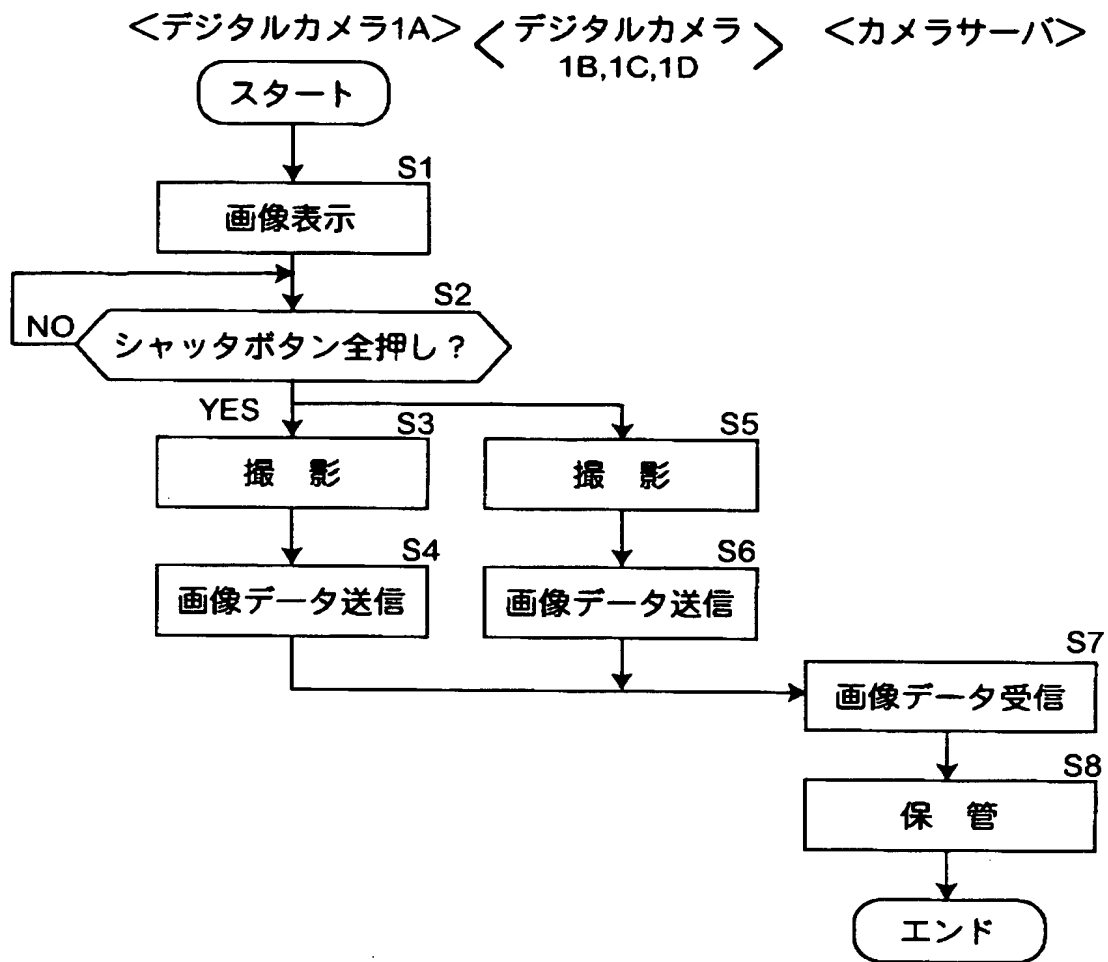 <デジタルカメラ1A>
<デジタルカメラ
1B,1C,1D>
<カメラサーバ>
スタート
S1
画像表示
S2
NO
シャッタボタン全押し?
YES
S3
撮 影
S5
撮 影
S4
画像データ送信
S6
画像データ送信
S7
画像データ受信
S8
保 管
エンド